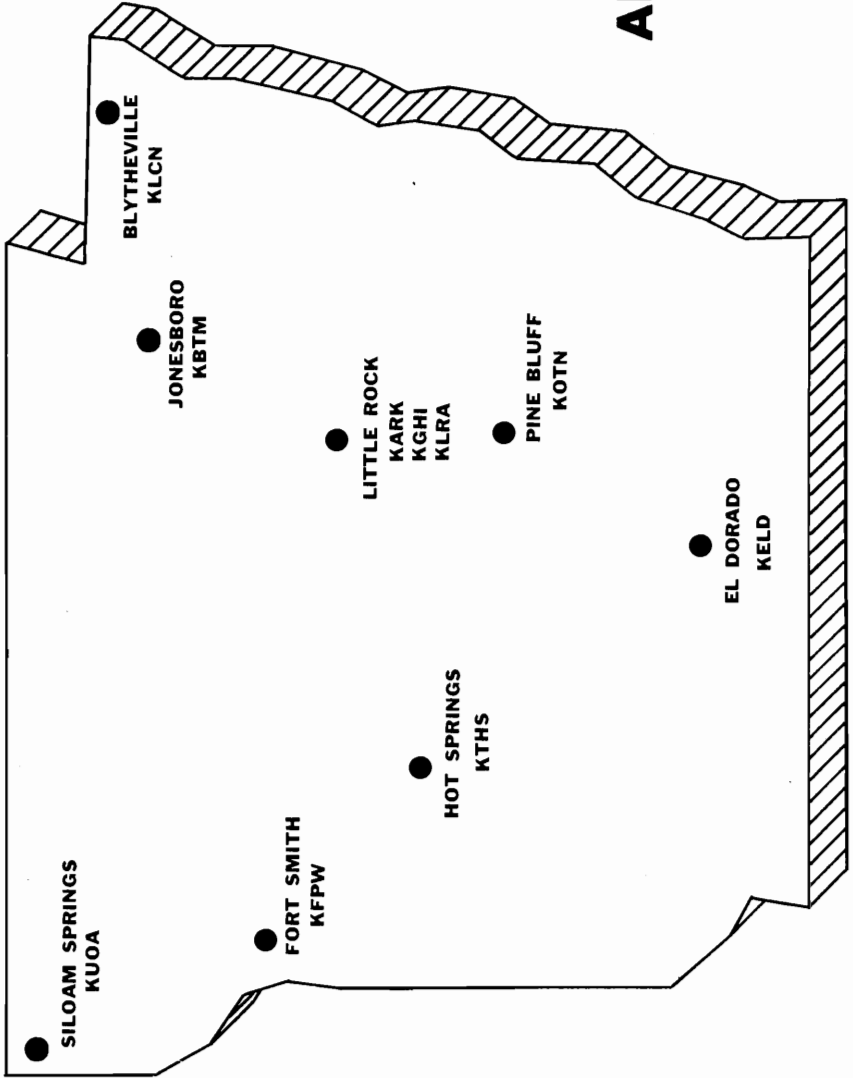 SILOAM SPRINGS
KUOA
FORT SMITH
KFPW
HOT SPRINGS
KTHS
EL DORADO
KELD
LITTLE ROCK
KARK
KGHI
KLRA
PINE BLUFF
KOTN
JONESBORO
KBTM
BLYTHEVILLE
KLCN
A